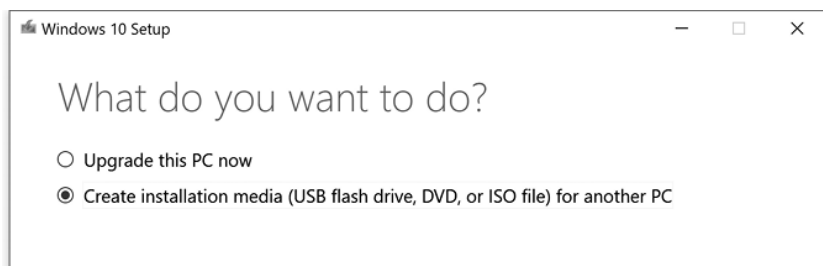 Windows 10 Setup
What do you want to do?
Upgrade this PC now
Create installation media (USB flash drive, DVD, or ISO file) for another PC